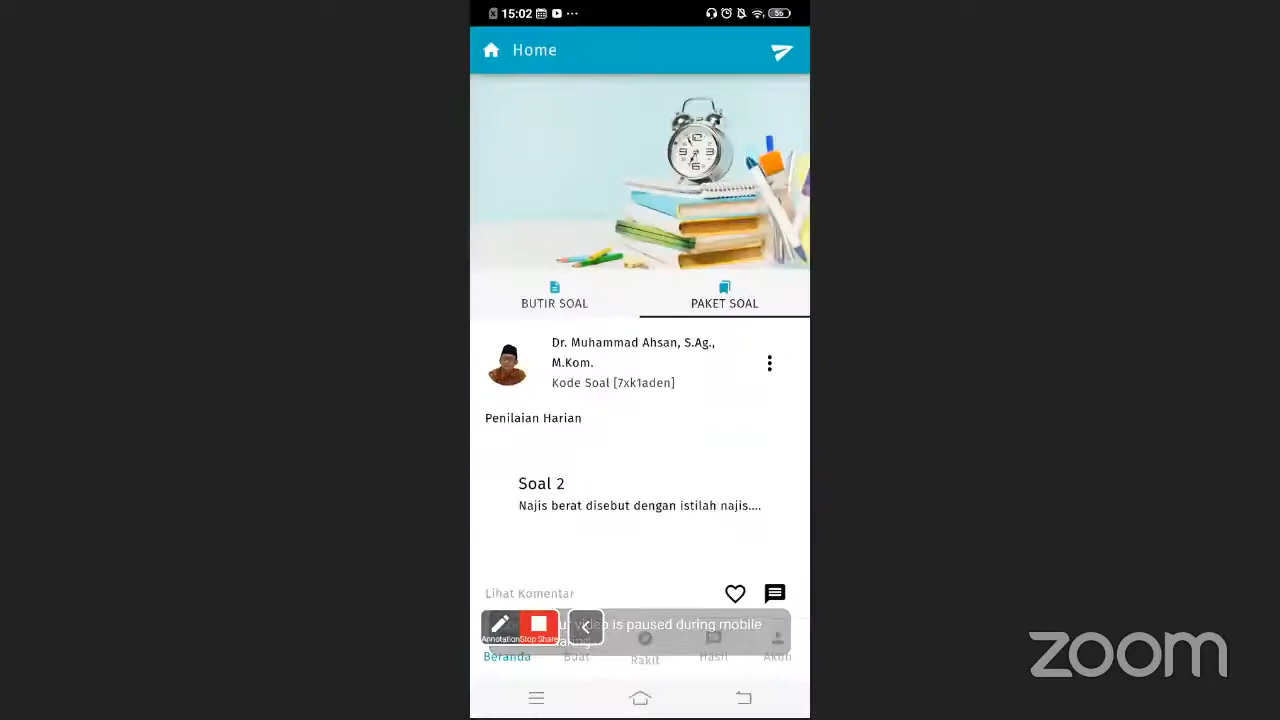 15:02
56
Home
BUTIR SOAL
PAKET SOAL
Dr. Muhammad Ahsan, S.Ag.,
M.Kom.
Kode Soal [7xk1aden]
Penilaian Harian
Soal 2
Najis berat disebut dengan istilah najis....
Lihat Komentar
video is paused during mobile
Annotation
Stop Share
Beranda
Buat
Rakit
Hasil
Akun
zoom